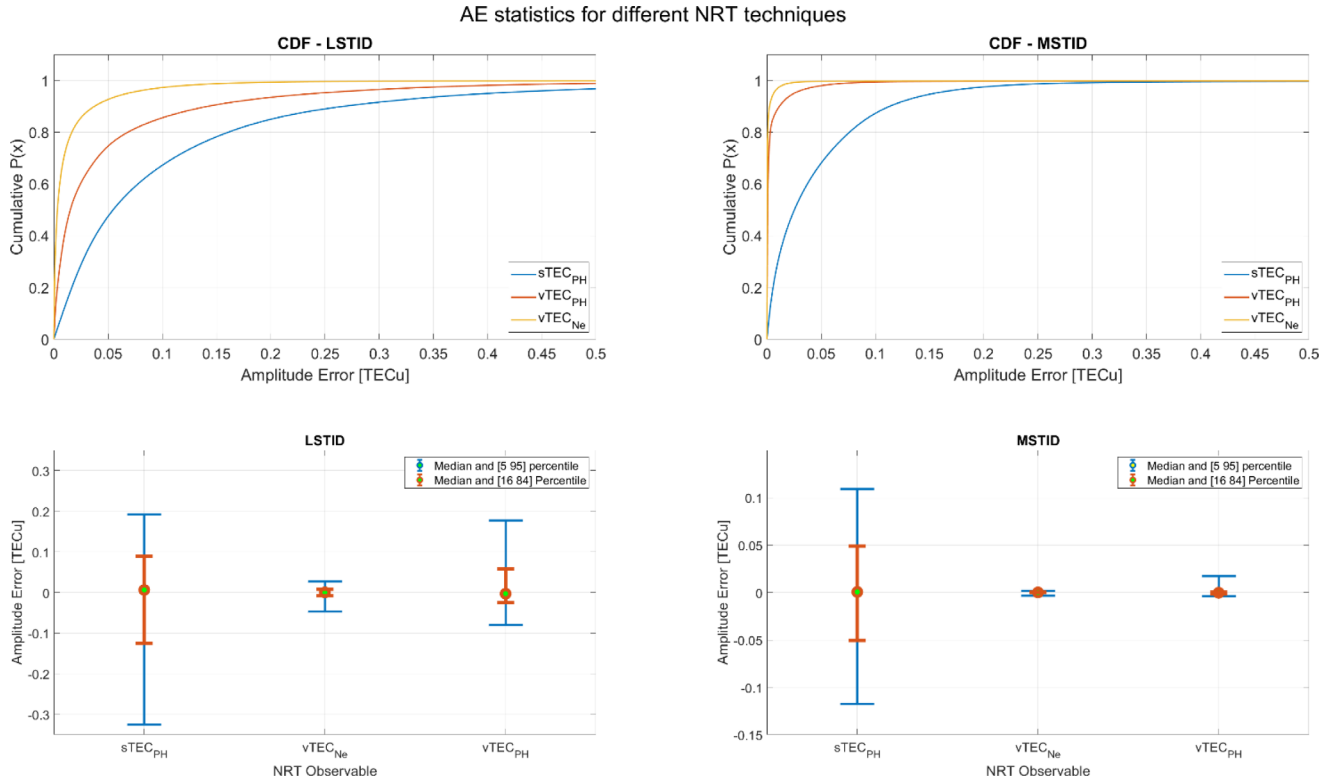 AE statistics for different NRT techniques
CDF - LSTID
Cumulative P(x)
1
0.8
0.6
0.4
0.2
0
0 0.05 0.1 0.15 0.2 0.25 0.3 0.35 0.4 0.45 0.5
Amplitude Error [TECu]
sTEC_PH
vTEC_PH
vTEC_Ne
CDF - MSTID
Cumulative P(x)
1
0.8
0.6
0.4
0.2
0
0 0.05 0.1 0.15 0.2 0.25 0.3 0.35 0.4 0.45 0.5
Amplitude Error [TECu]
sTEC_PH
vTEC_PH
vTEC_Ne
LSTID
Amplitude Error [TECu]
0.3
0.2
0.1
0
-0.1
-0.2
-0.3
Median and [5 95] percentile
Median and [16 84] Percentile
sTEC_PH vTEC_Ne vTEC_PH
NRT Observable
MSTID
Amplitude Error [TECu]
0.1
0.05
0
-0.05
-0.1
-0.15
Median and [5 95] percentile
Median and [16 84] Percentile
sTEC_PH vTEC_Ne vTEC_PH
NRT Observable